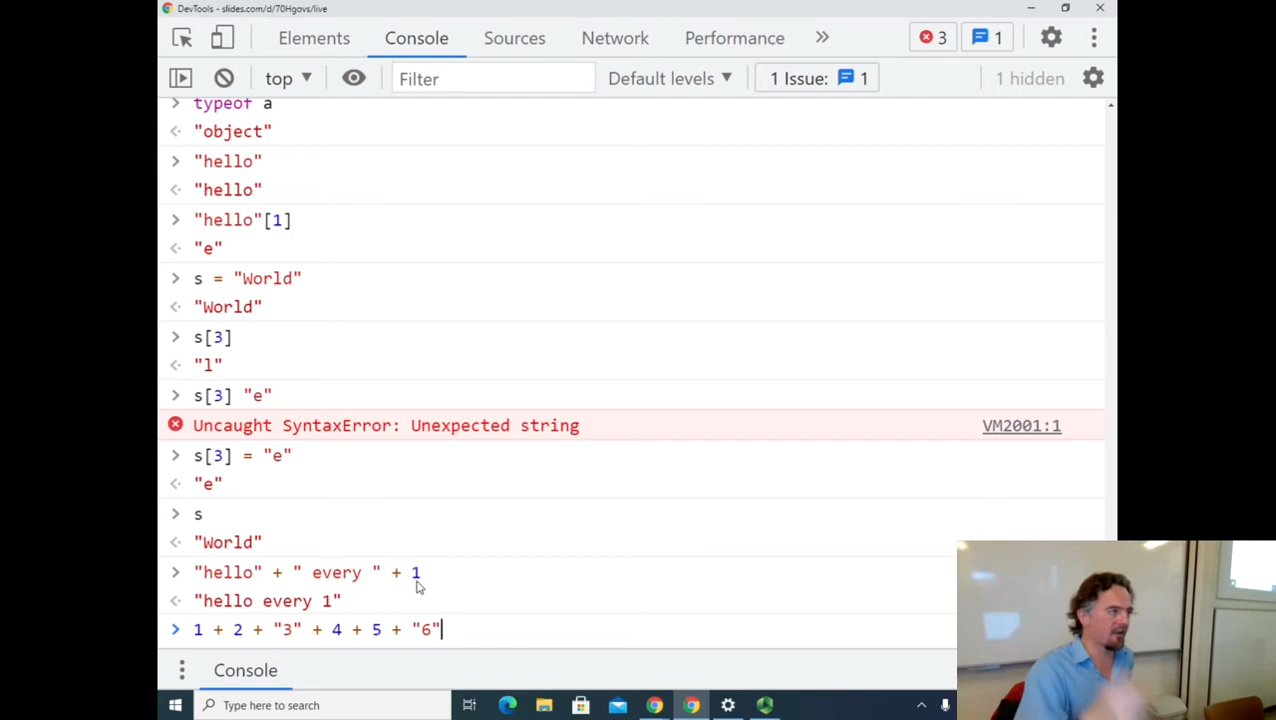 DevTools - slides.com/d/70Hgovs/live
Elements Console Sources Network Performance » 3 1
top Filter Default levels 1 Issue: 1 1 hidden
> typeof a
"object"
> "hello"
"hello"
> "hello"[1]
"e"
> s = "World"
"World"
> s[3]
"l"
> s[3] "e"
Uncaught SyntaxError: Unexpected string VM2001:1
> s[3] = "e"
"e"
> s
"World"
> "hello" + " every " + 1
"hello every 1"
> 1 + 2 + "3" + 4 + 5 + "6"
Console
Type here to search